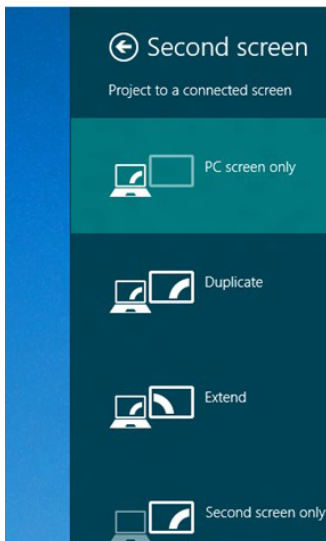 Second screen
Project to a connected screen
PC screen only
Duplicate
Extend
Second screen only